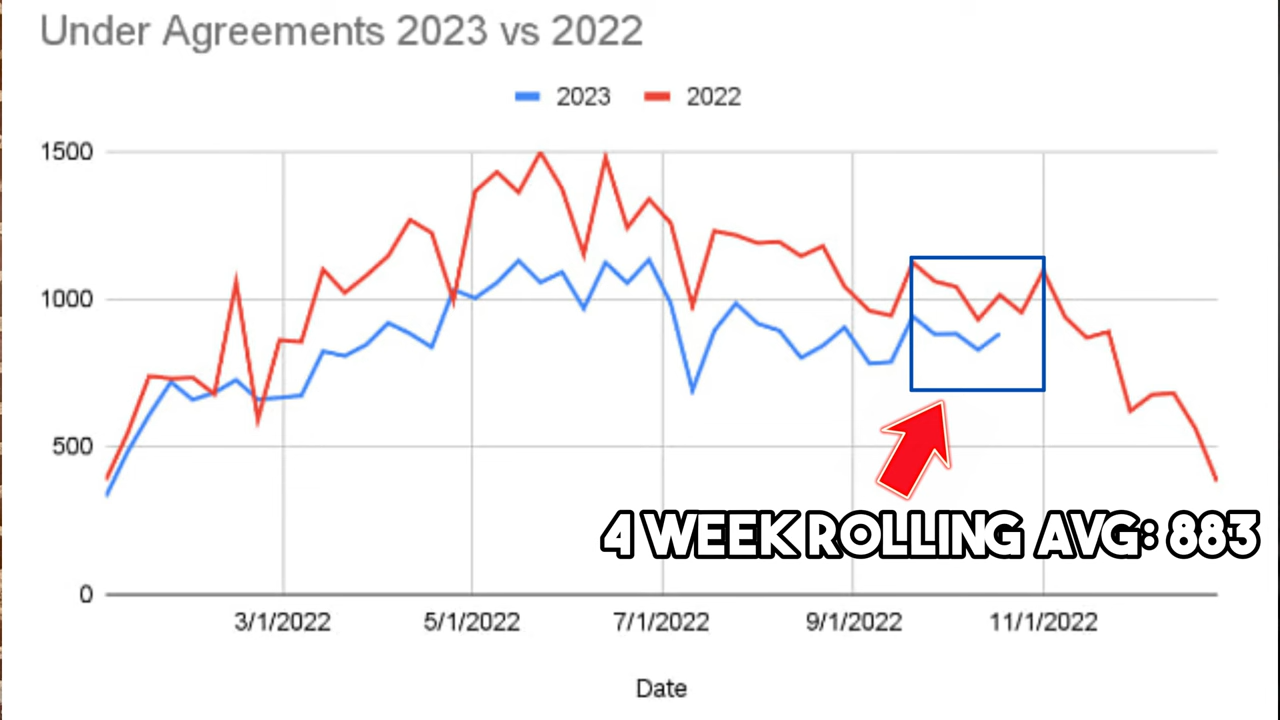 Under Agreements 2023 vs 2022
2023 2022
1500
1000
500
4 WEEK ROLLING AVG: 883
0
3/1/2022 5/1/2022 7/1/2022 9/1/2022 11/1/2022
Date